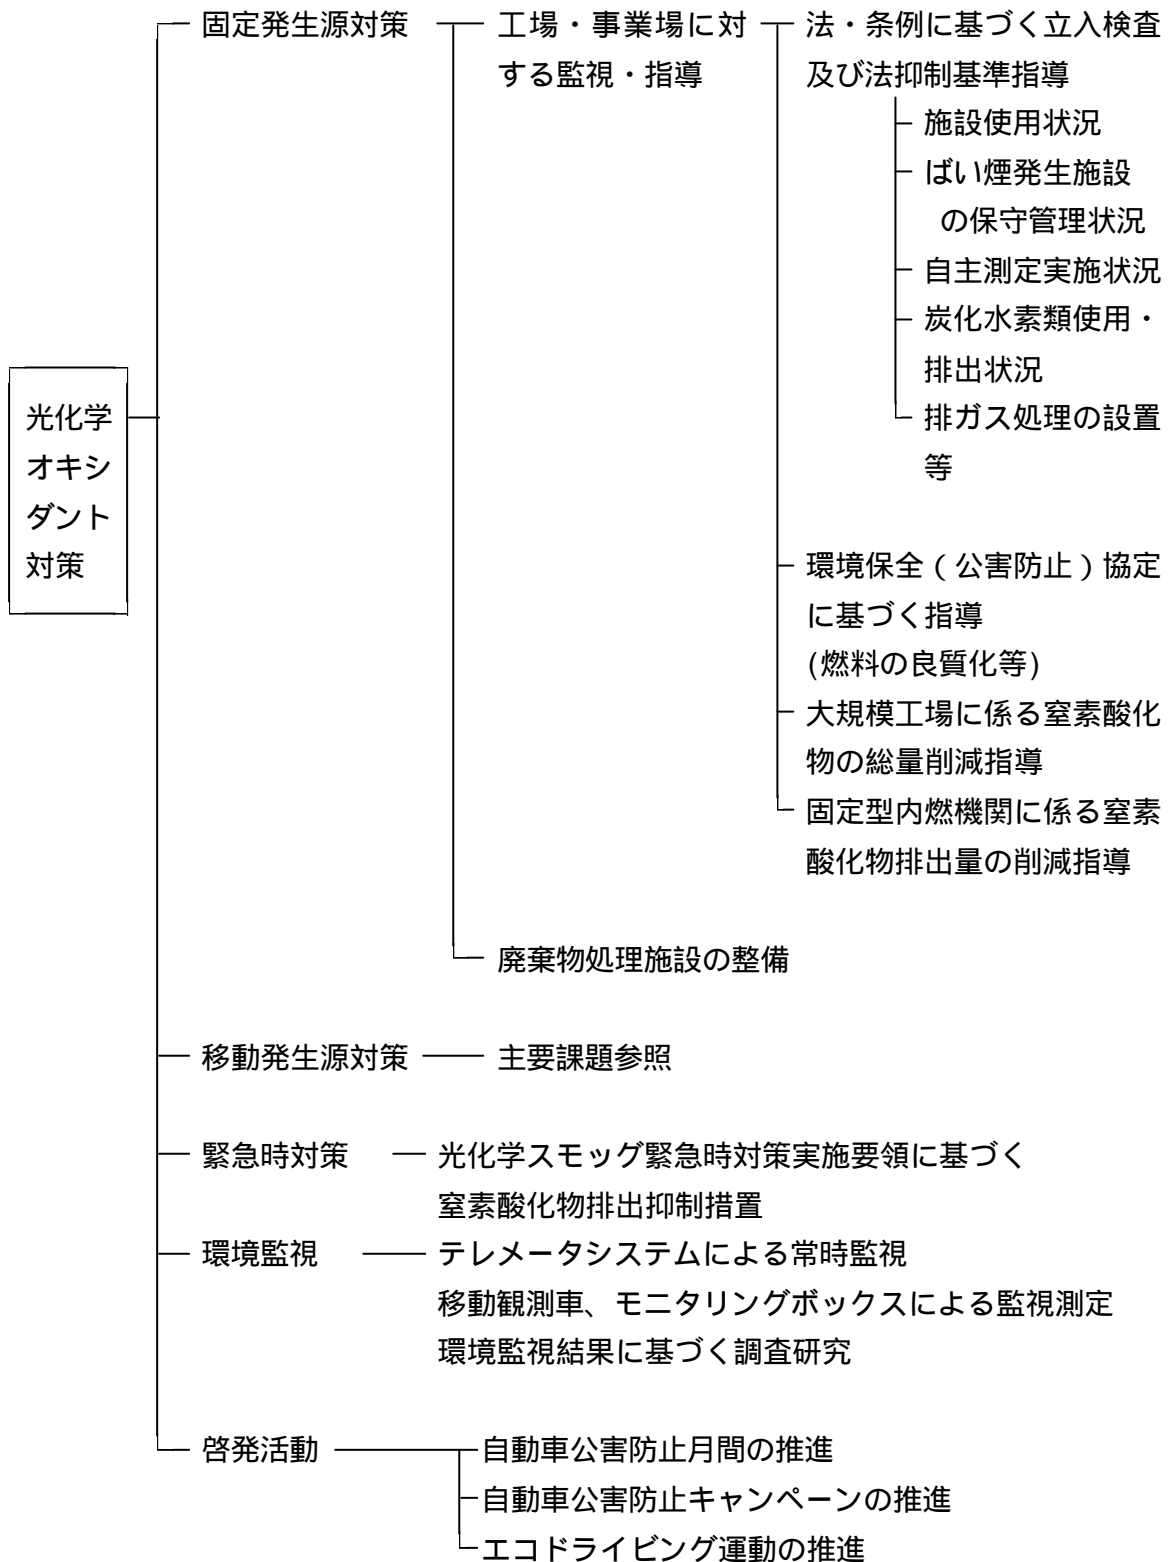 固定発生源対策
工場・事業場に対
する監視・指導
法・条例に基づく立入検査
及び法抑制基準指導
施設使用状況
ばい煙発生施設
の保守管理状況
自主測定実施状況
炭化水素類使用・
排出状況
排ガス処理の設置
等
光化学
オキシ
ダント
対策
環境保全（公害防止）協定
に基づく指導
(燃料の良質化等)
大規模工場に係る窒素酸化
物の総量削減指導
固定型内燃機関に係る窒素
酸化物排出量の削減指導
廃棄物処理施設の整備
移動発生源対策
主要課題参照
緊急時対策
光化学スモッグ緊急時対策実施要領に基づく
窒素酸化物排出抑制措置
環境監視
テレメータシステムによる常時監視
移動観測車、モニタリングボックスによる監視測定
環境監視結果に基づく調査研究
啓発活動
自動車公害防止月間の推進
自動車公害防止キャンペーンの推進
エコドライビング運動の推進